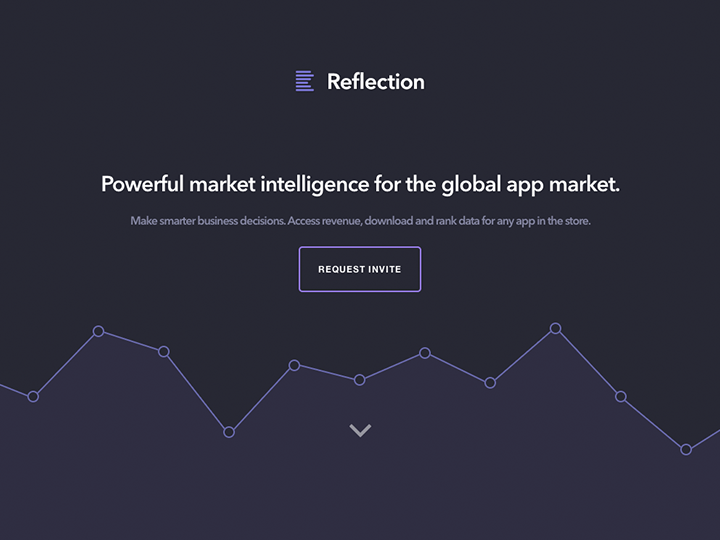 Reflection
Powerful market intelligence for the global app market.
Make smarter business decisions. Access revenue, download and rank data for any app in the store.
REQUEST INVITE